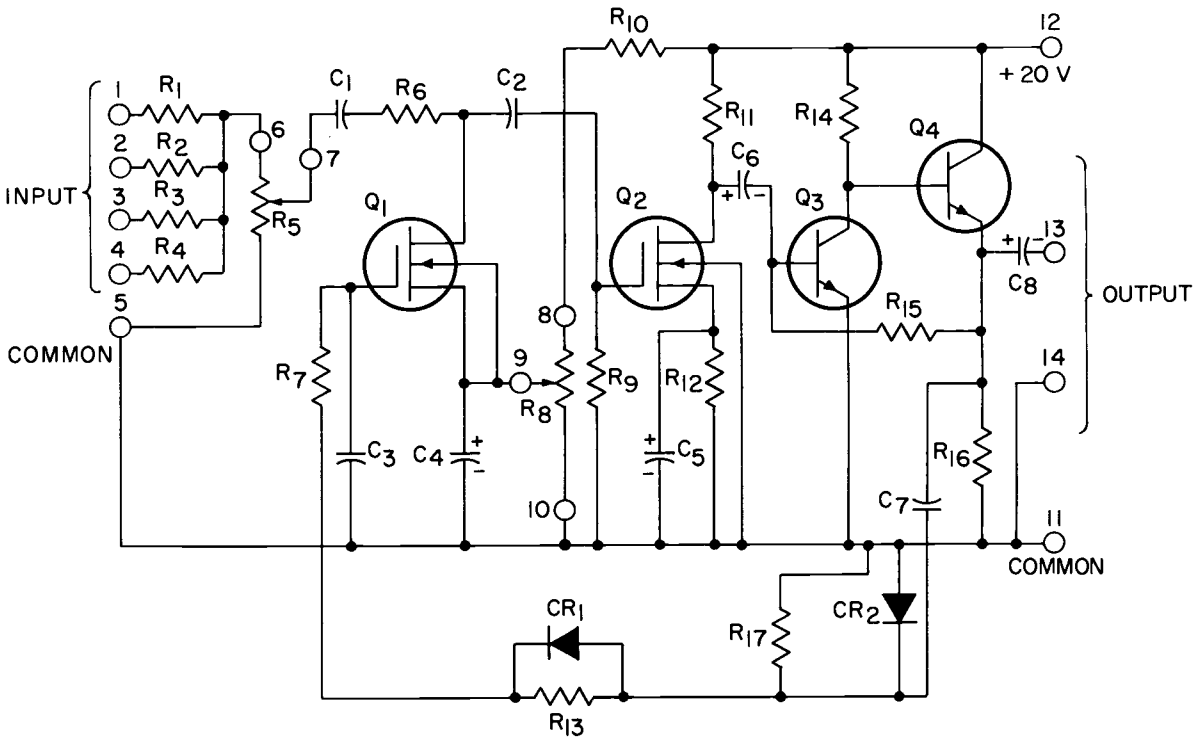 R10
12
+20 V
1
R1
C1
R6
C2
6
7
R11
R14
Q4
2
R2
INPUT
3
R3
R5
4
R4
C6
+ -
Q1
Q2
Q3
+ -
13
C8
5
COMMON
8
R15
OUTPUT
R7
9
R8
R9
R12
14
C3
C4
+
-
+
-
C5
R16
10
C7
11
COMMON
CR1
R17
CR2
R13